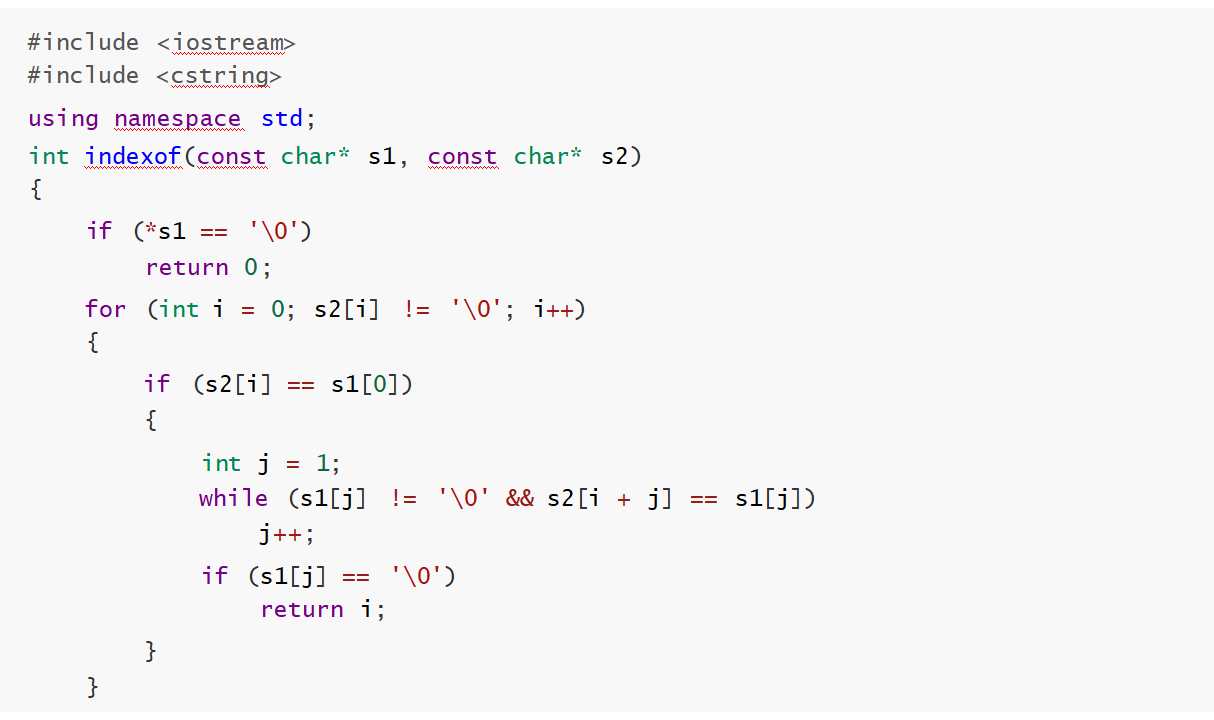 #include <iostream>
#include <cstring>
using namespace std;
int indexof(const char* s1, const char* s2)
{
    if (*s1 == '\0')
        return 0;
    for (int i = 0; s2[i] != '\0'; i++)
    {
        if (s2[i] == s1[0])
        {
            int j = 1;
            while (s1[j] != '\0' && s2[i + j] == s1[j])
                j++;
            if (s1[j] == '\0')
                return i;
        }
    }